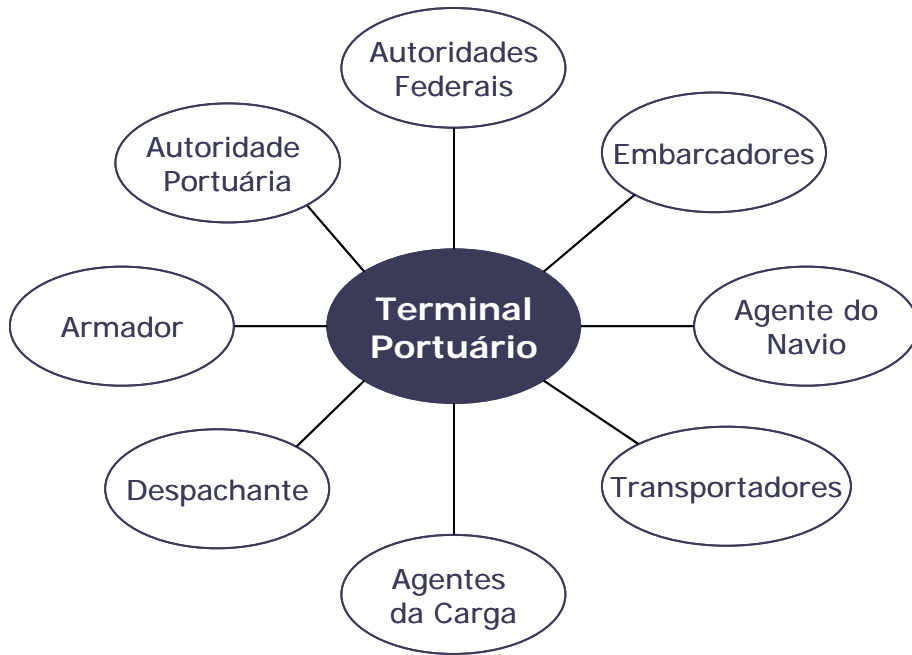 Autoridades
Federais
Autoridade
Portuária
Embarcadores
Armador
Terminal
Portuário
Agente do
Navio
Despachante
Transportadores
Agentes
da Carga